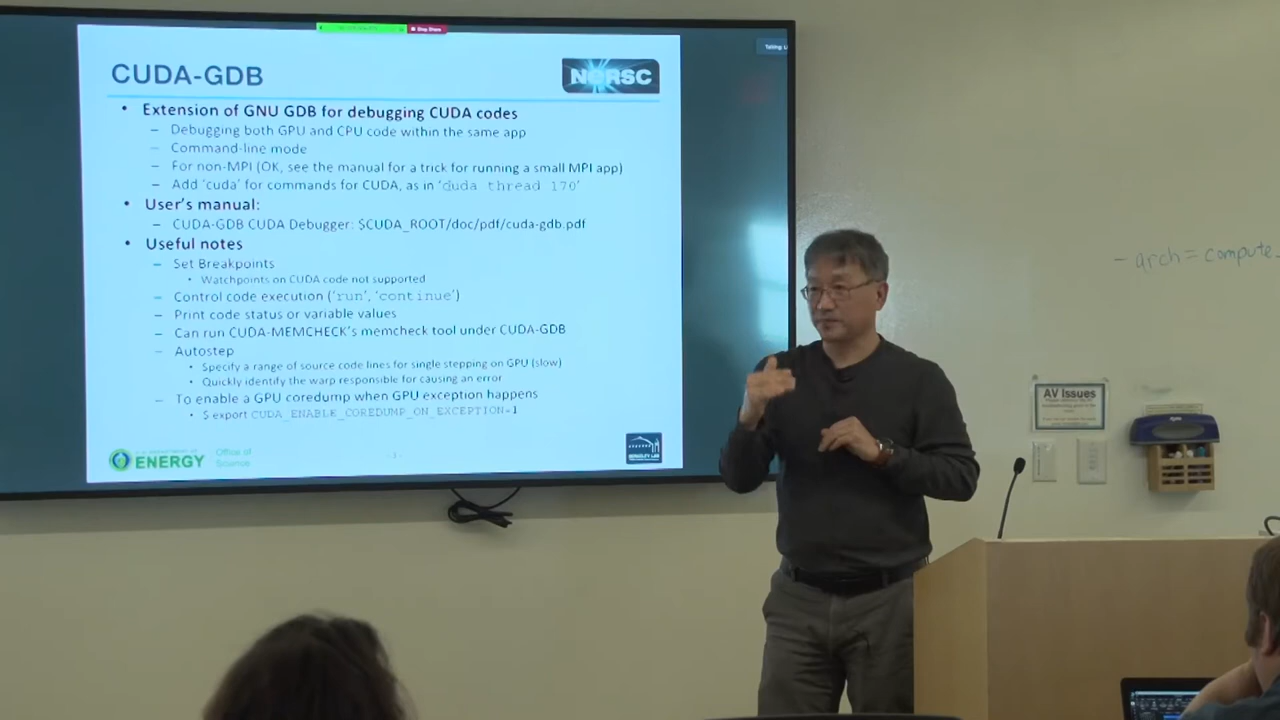 Stop Share
Talking:
CUDA-GDB
NERSC
• Extension of GNU GDB for debugging CUDA codes
– Debugging both GPU and CPU code within the same app
– Command-line mode
– For non-MPI (OK, see the manual for a trick for running a small MPI app)
– Add 'cuda' for commands for CUDA, as in 'cuda thread 170'
• User's manual:
– CUDA-GDB CUDA Debugger: $CUDA_ROOT/doc/pdf/cuda-gdb.pdf
• Useful notes
– Set Breakpoints
• Watchpoints on CUDA code not supported
– Control code execution ('run', 'continue')
– Print code status or variable values
– Can run CUDA-MEMCHECK's memcheck tool under CUDA-GDB
– Autostep
• Specify a range of source code lines for single stepping on GPU (slow)
• Quickly identify the warp responsible for causing an error
– To enable a GPU coredump when GPU exception happens
• $ export CUDA_ENABLE_COREDUMP_ON_EXCEPTION=1
ENERGY
Office of
Science
BERKELEY LAB
-arch=compute_
AV Issues